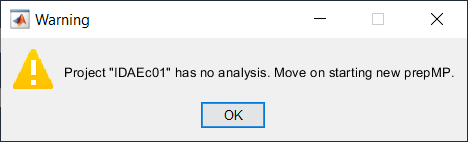 Warning
Project "IDAEc01" has no analysis. Move on starting new prepMP.
OK